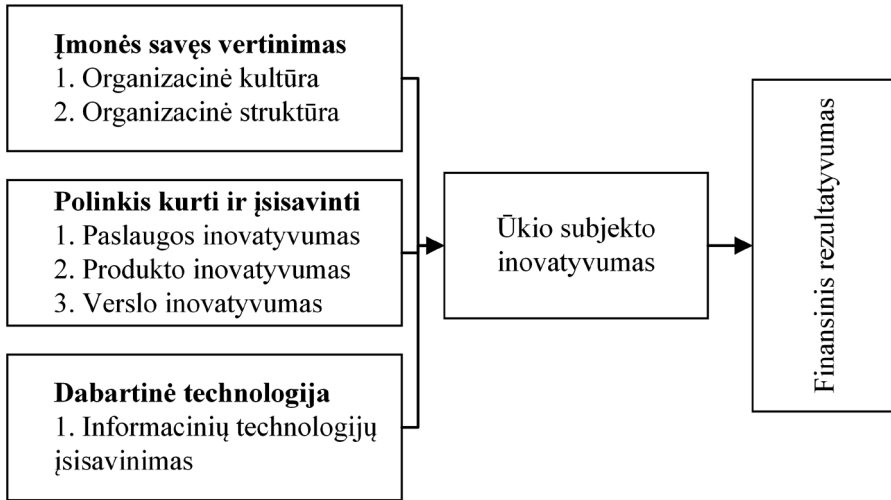 Įmonės savęs vertinimas
1. Organizacinė kultūra
2. Organizacinė struktūra
Polinkis kurti ir įsisavinti
1. Paslaugos inovatyvumas
2. Produkto inovatyvumas
3. Verslo inovatyvumas
Dabartinė technologija
1. Informacinių technologijų
įsisavinimas
Ūkio subjekto
inovatyvumas
Finansinis rezultatyvumas